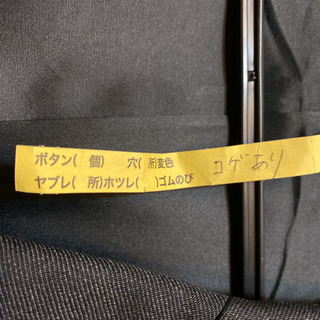 ボタン(　個)　穴(　所)変色　コゲあり
ヤブレ(　所)ホツレ(　)ゴムのび